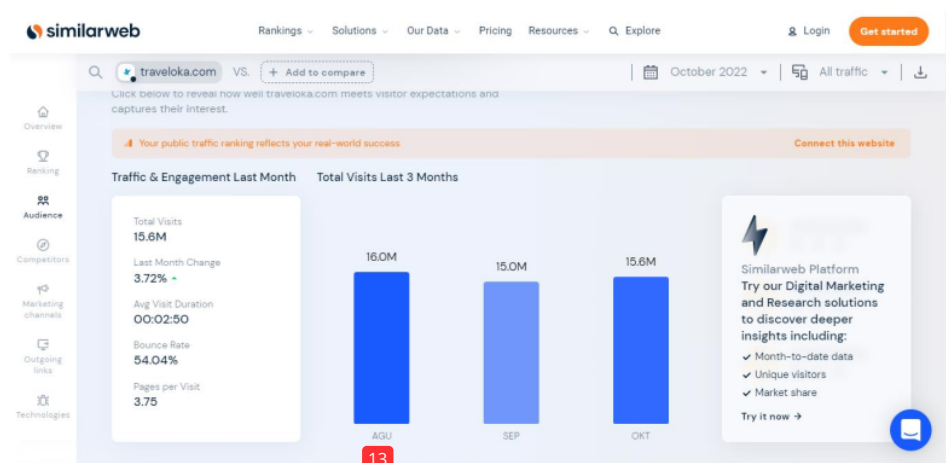 similarweb
Rankings Solutions Our Data Pricing Resources Explore Login Get started
traveloka.com VS. + Add to compare October 2022 All traffic
Click below to reveal how well traveloka.com meets visitor expectations and
captures their interest.
Your public traffic ranking reflects your real-world success. Connect this website
Overview
Ranking
Audience
Competitors
Marketing
channels
Outgoing
links
Technologies
Traffic & Engagement Last Month
Total Visits
15.6M
Last Month Change
3.72%
Avg Visit Duration
00:02:50
Bounce Rate
54.04%
Pages per Visit
3.75
Total Visits Last 3 Months
16.0M 15.0M 15.6M
AGU SEP OKT
13
Similarweb Platform
Try our Digital Marketing
and Research solutions
to discover deeper
insights including:
Month-to-date data
Unique visitors
Market share
Try it now →